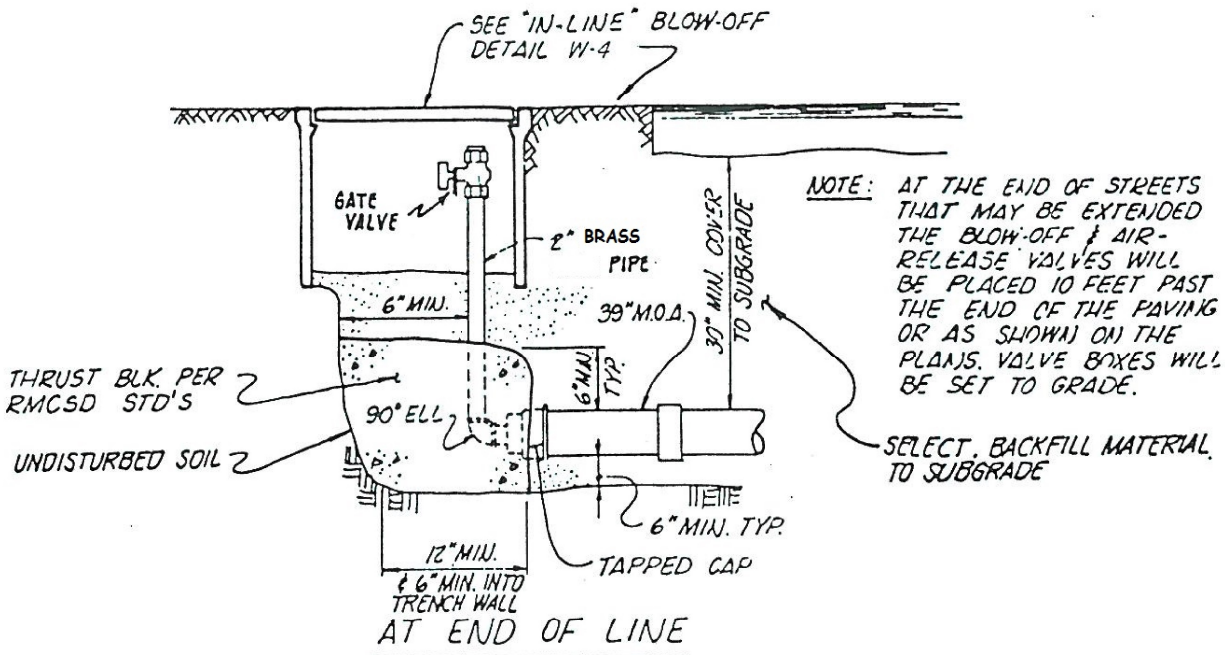 SEE "IN-LINE" BLOW-OFF
DETAIL W-4
GATE
VALVE
2" BRASS
PIPE
6" MIN.
39" M.O.A.
30" MIN. COVER
TO SUBGRADE
NOTE: AT THE END OF STREETS
THAT MAY BE EXTENDED
THE BLOW-OFF & AIR-
RELEASE VALVES WILL
BE PLACED 10 FEET PAST
THE END OF THE PAVING
OR AS SHOWN ON THE
PLANS. VALVE BOXES WILL
BE SET TO GRADE.
THRUST BLK. PER
RMCSD STD'S
6" MIN.
TYP.
90° ELL
UNDISTURBED SOIL
SELECT. BACKFILL MATERIAL
TO SUBGRADE
6" MIN. TYP.
12" MIN.
& 6" MIN. INTO
TRENCH WALL
TAPPED CAP
AT END OF LINE